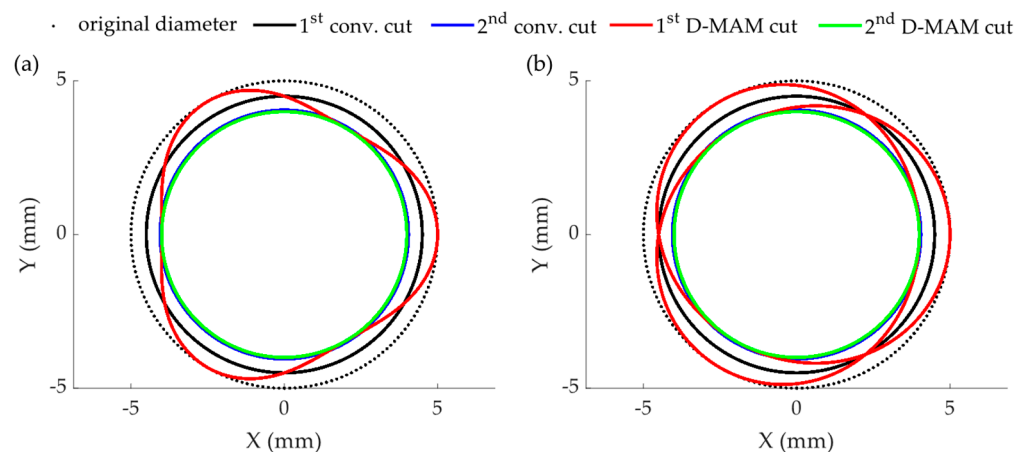 · original diameter 1st conv. cut 2nd conv. cut 1st D-MAM cut 2nd D-MAM cut
(a) (b)
5 5
Y (mm) Y (mm)
0 0
-5 -5
-5 0 5 -5 0 5
X (mm) X (mm)